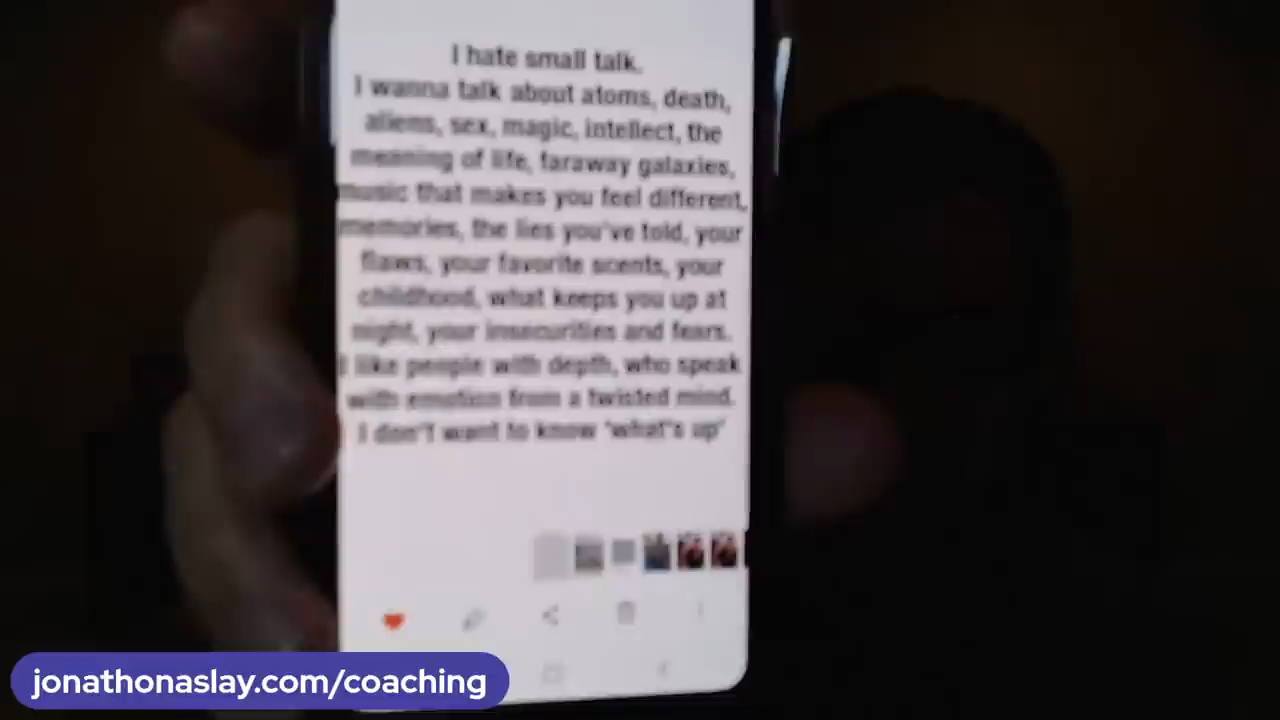 I hate small talk.
I wanna talk about atoms, death,
aliens, sex, magic, intellect, the
meaning of life, faraway galaxies,
music that makes you feel different,
memories, the lies you've told, your
flaws, your favorite scents, your
childhood, what keeps you up at
night, your insecurities and fears.
I like people with depth, who speak
with emotion from a twisted mind.
I don't want to know "what's up"
jonathonaslay.com/coaching